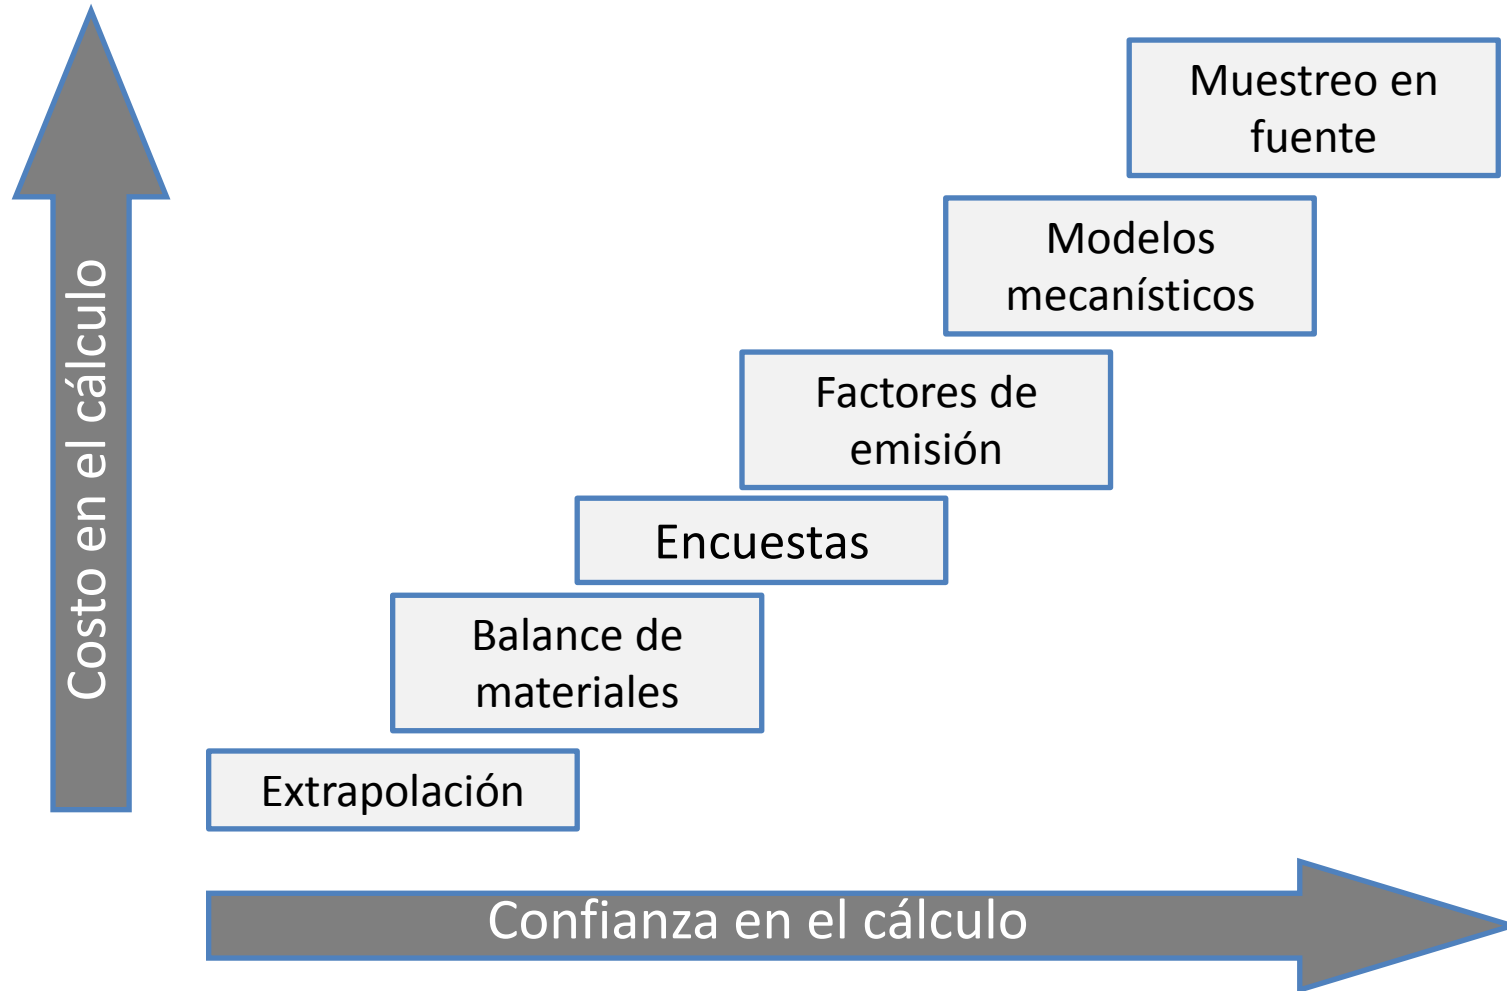 Costo en el cálculo
Muestreo en
fuente
Modelos
mecanísticos
Factores de
emisión
Encuestas
Balance de
materiales
Extrapolación
Confianza en el cálculo